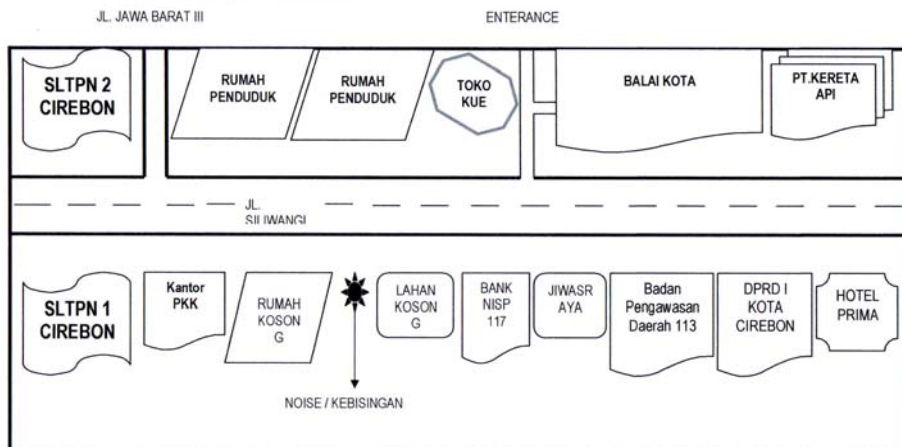 JL. JAWA BARAT III
ENTERANCE
SLTPN 2
CIREBON
RUMAH
PENDUDUK
RUMAH
PENDUDUK
TOKO
KUE
BALAI KOTA
PT.KERETA
API
JL.
SILIWANGI
SLTPN 1
CIREBON
Kantor
PKK
RUMAH
KOSON
G
LAHAN
KOSON
G
BANK
NISP
117
JIWASR
AYA
Badan
Pengawasan
Daerah 113
DPRD I
KOTA
CIREBON
HOTEL
PRIMA
NOISE / KEBISINGAN